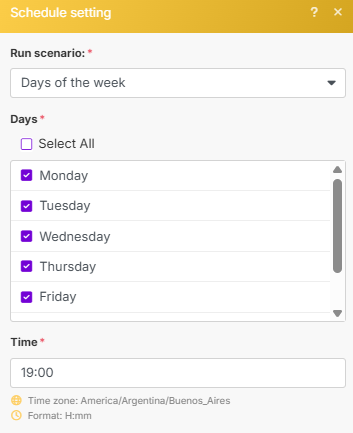 Schedule setting ? ×
Run scenario: *
Days of the week
Days *
Select All
Monday
Tuesday
Wednesday
Thursday
Friday
Time *
19:00
Time zone: America/Argentina/Buenos_Aires
Format: H:mm